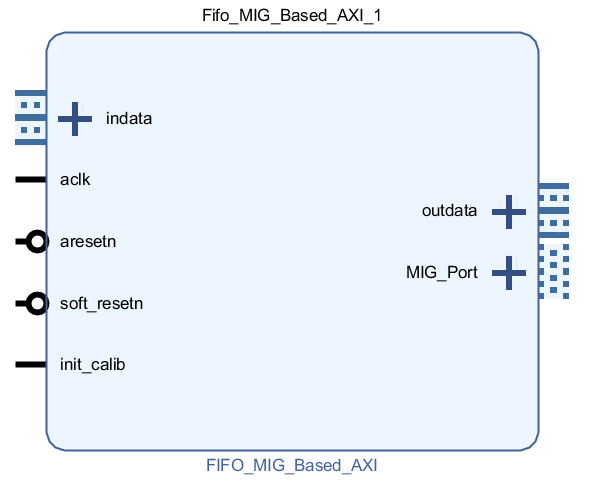 Fifo_MIG_Based_AXI_1
indata
aclk
aresetn
soft_resetn
init_calib
outdata
MIG_Port
FIFO_MIG_Based_AXI